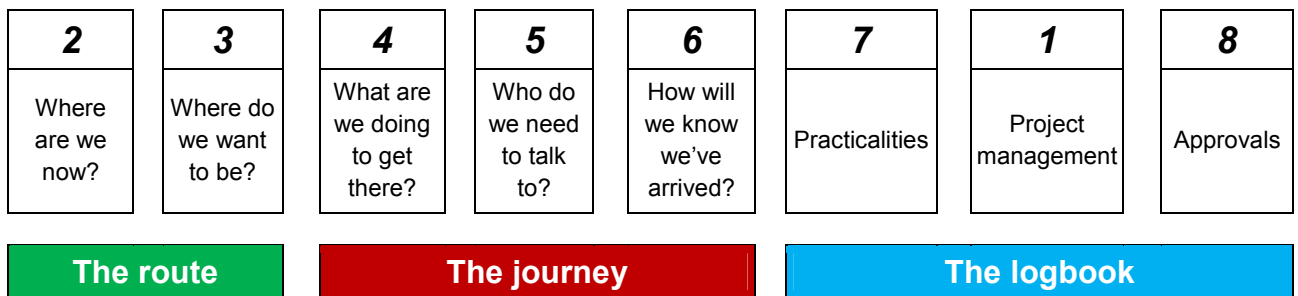 2
3
4
5
6
7
1
8
Where
are we
now?
Where do
we want
to be?
What are
we doing
to get
there?
Who do
we need
to talk
to?
How will
we know
we've
arrived?
Practicalities
Project
management
Approvals
The route
The journey
The logbook